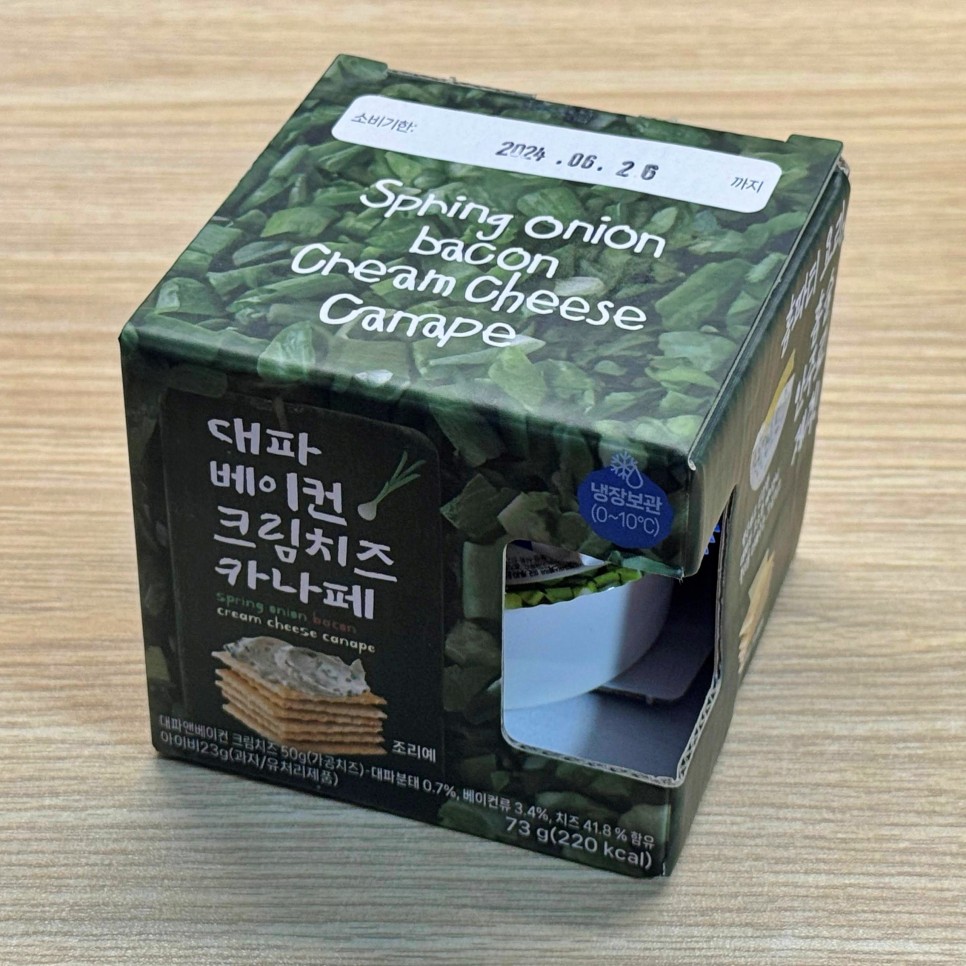 소비기한: 2024.06.26 까지
Spring onion
bacon
Cream Cheese
Canape
대파
베이컨
크림치즈
카나페
spring onion bacon
cream cheese canape
조리예
대파앤베이컨 크림치즈 50g(가공치즈)-대파분태 0.7%, 베이컨류 3.4%, 치즈 41.8 % 함유
아이비23g(과자/유처리제품)
73 g(220 kcal)
냉장보관
(0~10℃)